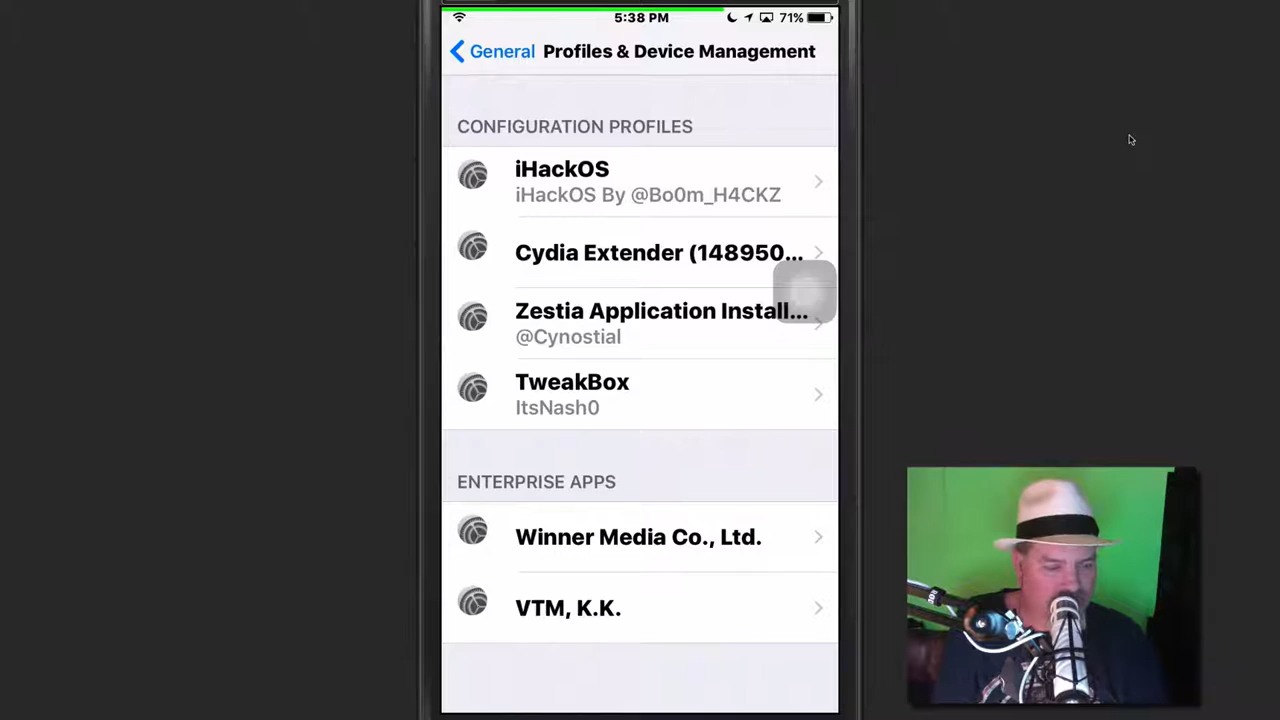 5:38 PM 71%
General Profiles & Device Management
CONFIGURATION PROFILES
iHackOS
iHackOS By @Bo0m_H4CKZ
Cydia Extender (148950...
Zestia Application Install...
@Cynostial
TweakBox
ItsNash0
ENTERPRISE APPS
Winner Media Co., Ltd.
VTM, K.K.